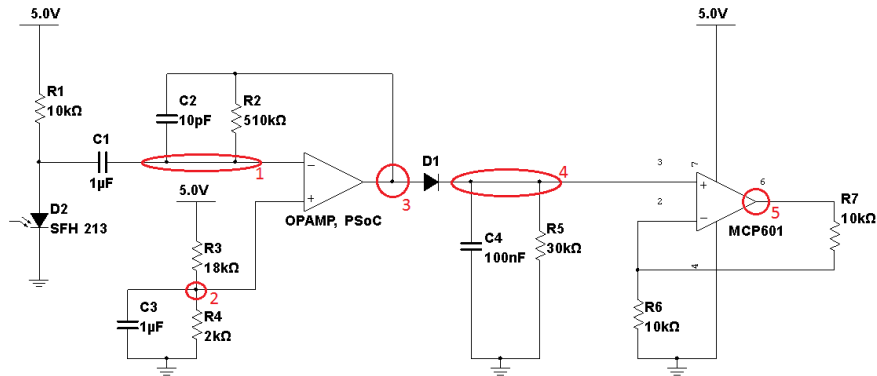 5.0V
5.0V
R1
10kΩ
C2
10pF
R2
510kΩ
C1
1µF
1
D1
4
3
7
6
2
3
5
R7
10kΩ
5.0V
OPAMP, PSoC
MCP601
D2
SFH 213
R3
18kΩ
C4
100nF
R5
30kΩ
4
2
C3
1µF
R4
2kΩ
R6
10kΩ